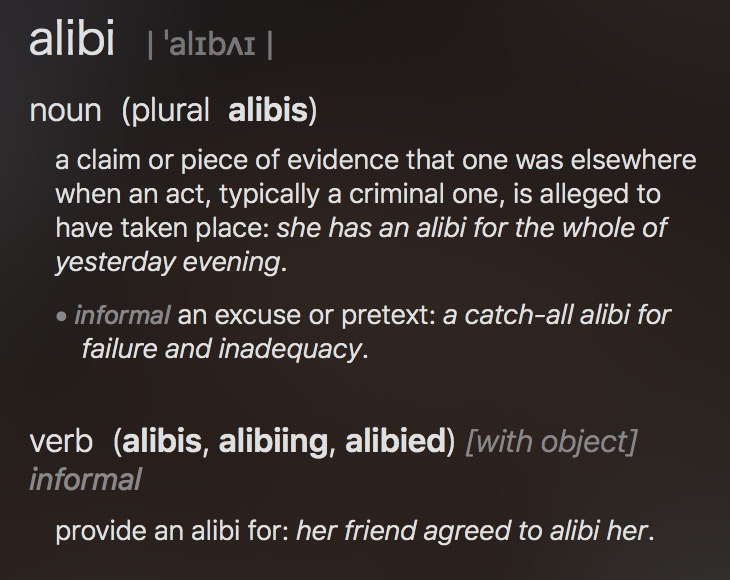 alibi | ˈalɪbʌɪ |
noun (plural alibis)
a claim or piece of evidence that one was elsewhere
when an act, typically a criminal one, is alleged to
have taken place: she has an alibi for the whole of
yesterday evening.
• informal an excuse or pretext: a catch-all alibi for
failure and inadequacy.
verb (alibis, alibiing, alibied) [with object]
informal
provide an alibi for: her friend agreed to alibi her.